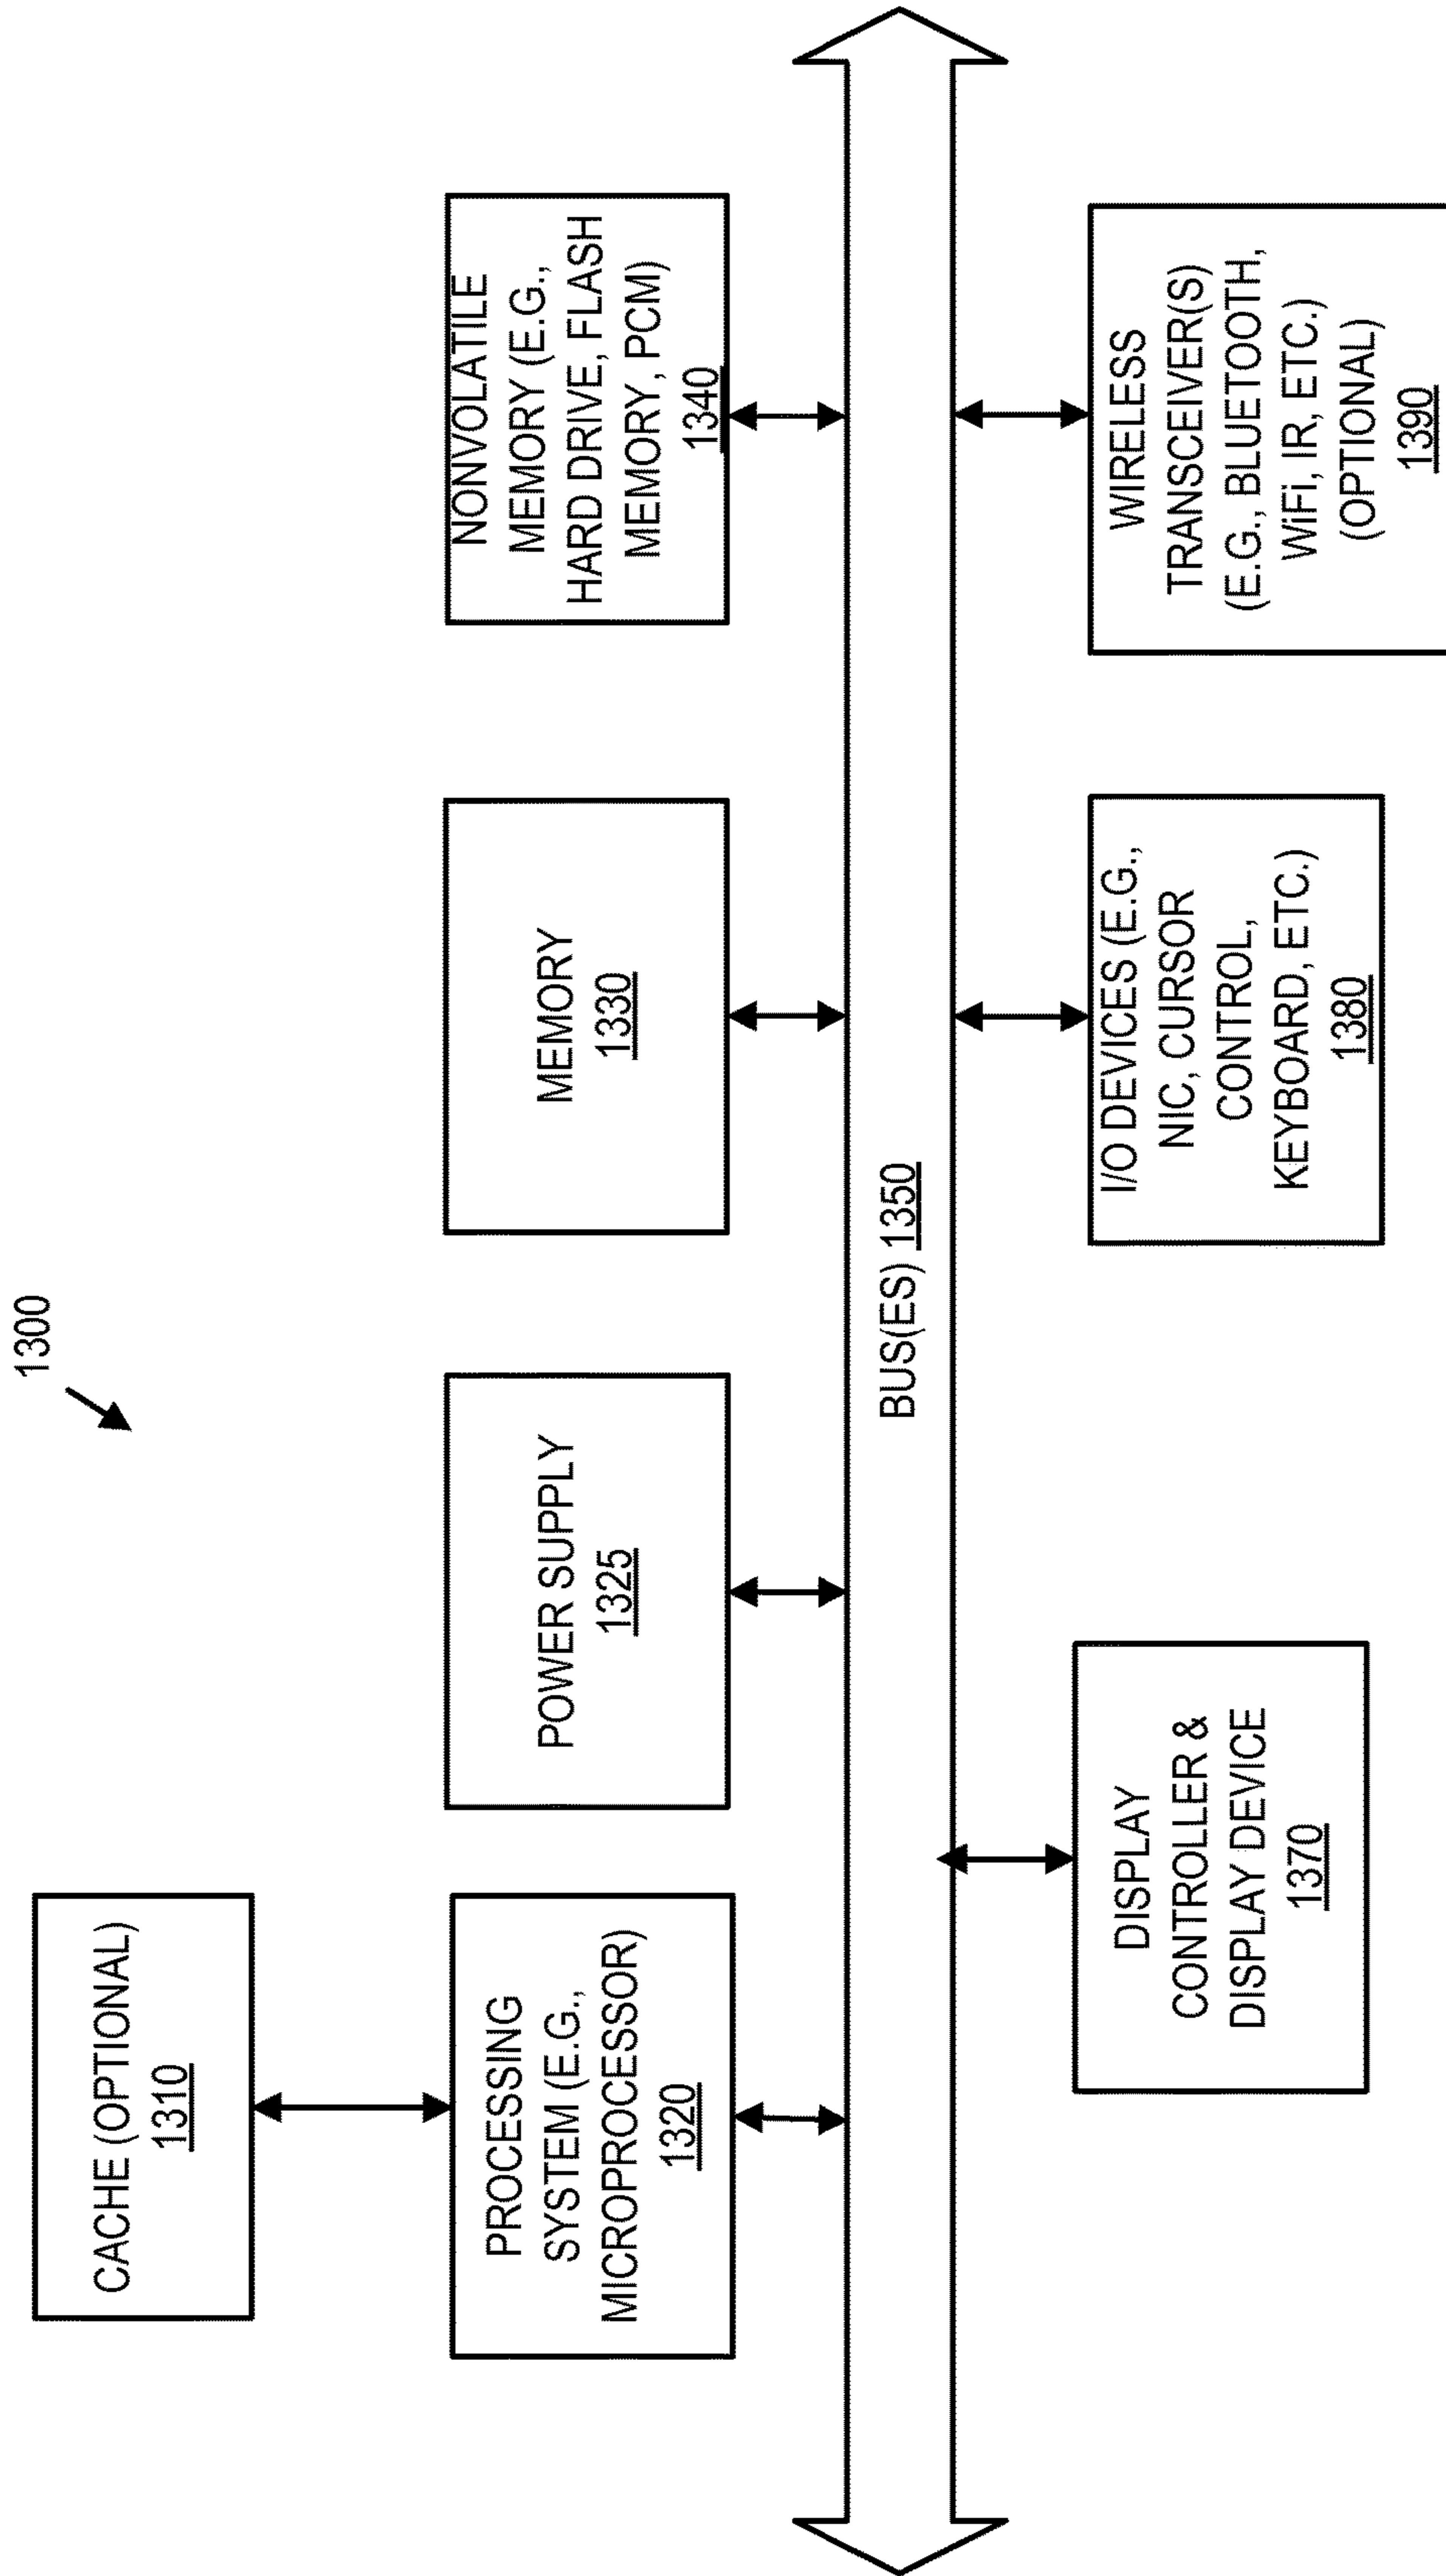 1300
CACHE (OPTIONAL)
1310
PROCESSING
SYSTEM (E.G.,
MICROPROCESSOR)
1320
POWER SUPPLY
1325
MEMORY
1330
NONVOLATILE
MEMORY (E.G.,
HARD DRIVE, FLASH
MEMORY, PCM)
1340
BUS(ES) 1350
DISPLAY
CONTROLLER &
DISPLAY DEVICE
1370
I/O DEVICES (E.G.,
NIC, CURSOR
CONTROL,
KEYBOARD, ETC.)
1380
WIRELESS
TRANSCEIVER(S)
(E.G., BLUETOOTH,
WiFi, IR, ETC.)
(OPTIONAL)
1390